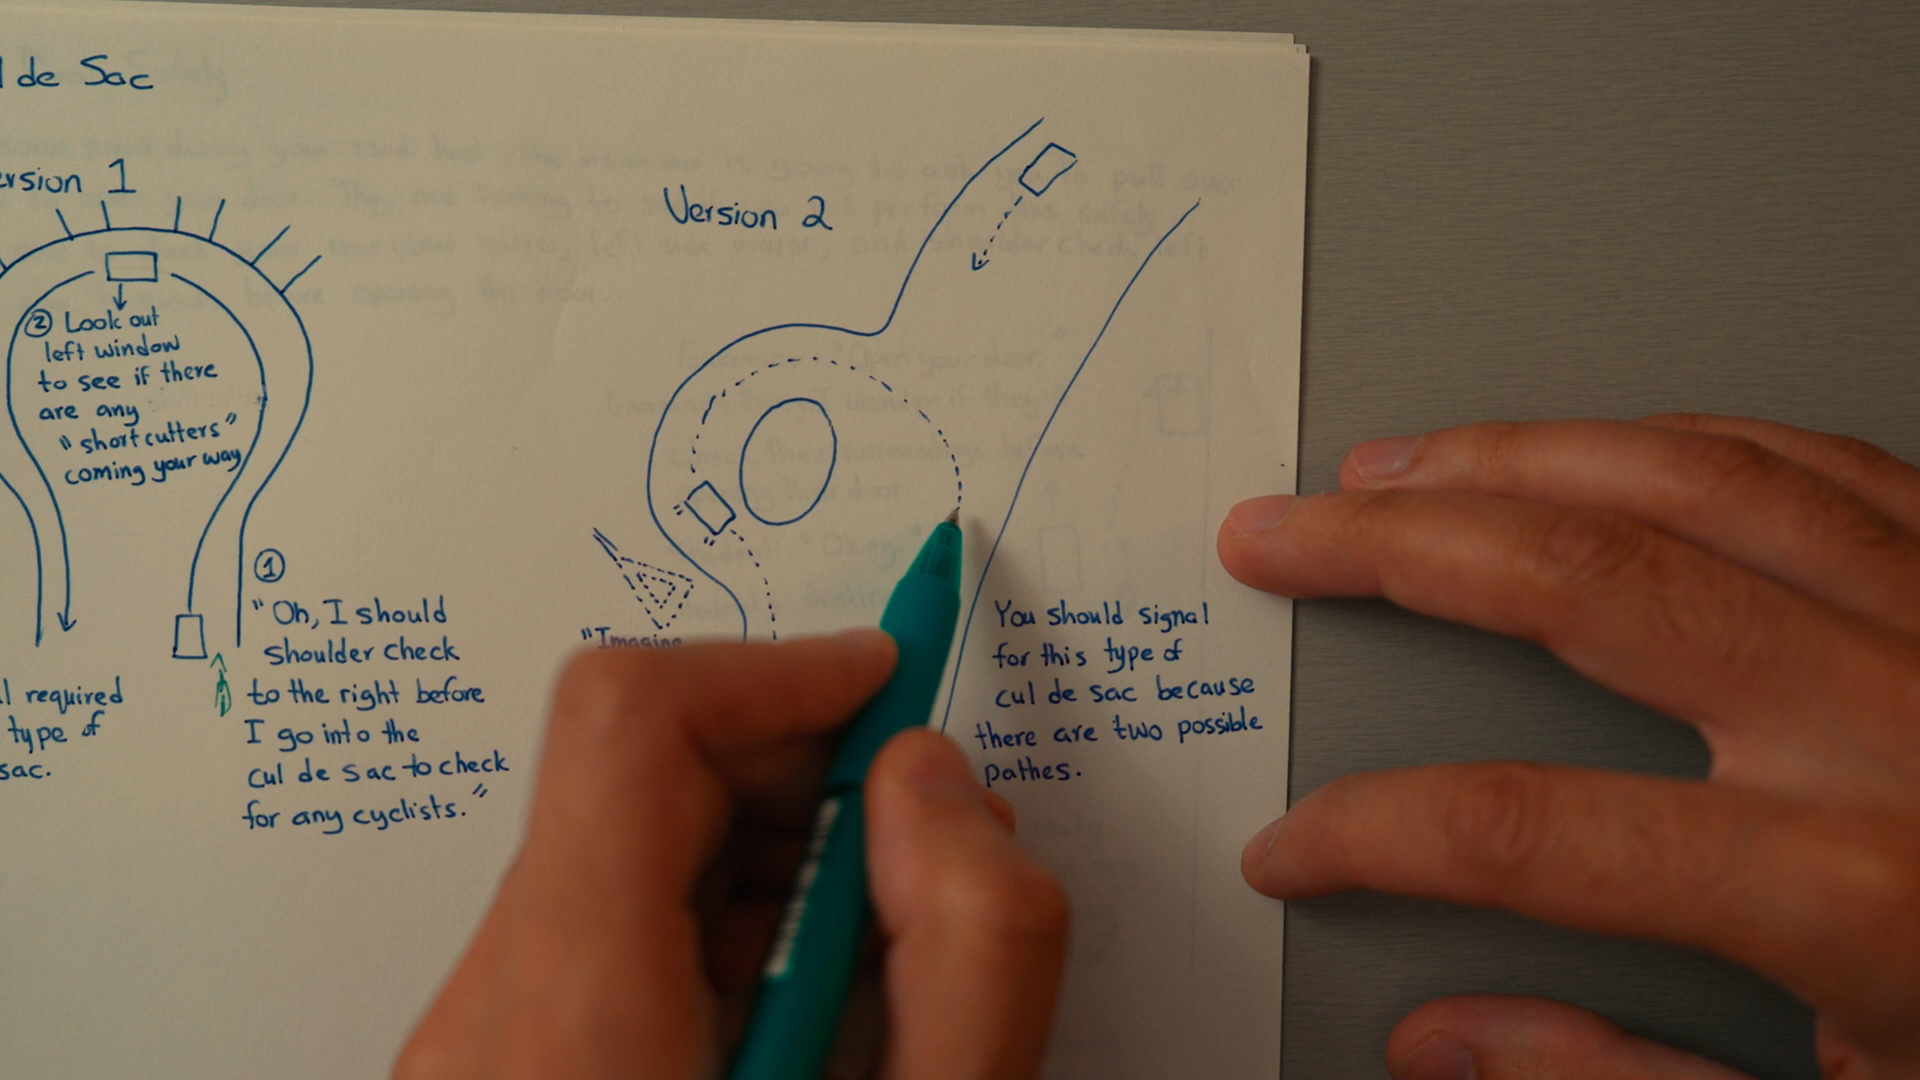 l de Sac
ersion 1
② Look out
left window
to see if there
are any
"shortcutters"
coming your way
①
"Oh, I should
shoulder check
to the right before
I go into the
cul de sac to check
for any cyclists."
l required
type of
sac.
Version 2
"Imagine
You should signal
for this type of
cul de sac because
there are two possible
pathes.